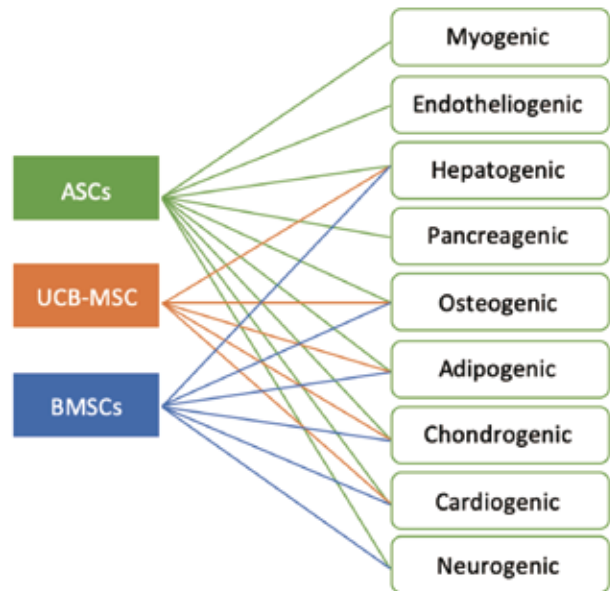 Myogenic
Endotheliogenic
Hepatogenic
Pancreagenic
Osteogenic
Adipogenic
Chondrogenic
Cardiogenic
Neurogenic
ASCs
UCB-MSC
BMSCs